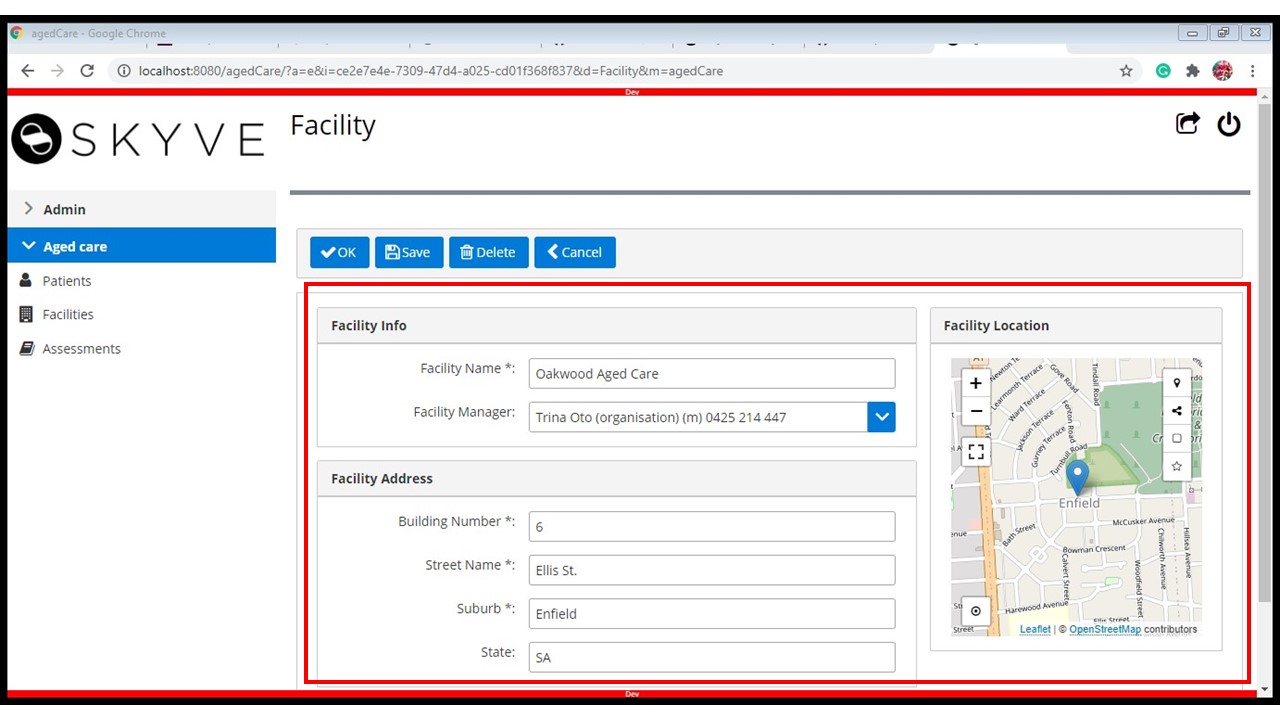 agedCare - Google Chrome
localhost:8080/agedCare/?a=e&i=ce2e7e4e-7309-47d4-a025-cd01f368f837&d=Facility&m=agedCare
Dev
SKYVE
Facility
Admin
Aged care
Patients
Facilities
Assessments
OK Save Delete Cancel
Facility Info
Facility Name *: Oakwood Aged Care
Facility Manager: Trina Oto (organisation) (m) 0425 214 447
Facility Address
Building Number *: 6
Street Name *: Ellis St.
Suburb *: Enfield
State: SA
Facility Location
+
−
A1
Newton Terrace
Learmonth Terrace
Gove Road
Tindall Road
Ward Terrace
Fenton Road
Jackson Terrace
Gurney Terrace
Turnbull Road
Enfield
McCusker Avenue
Bath Street
Bowman Crescent
Calvert Street
Chilworth Avenue
Hillsea Avenue
Woodfield Street
Harewood Avenue
Ellis Street
Street
Leaflet | © OpenStreetMap contributors
Dev